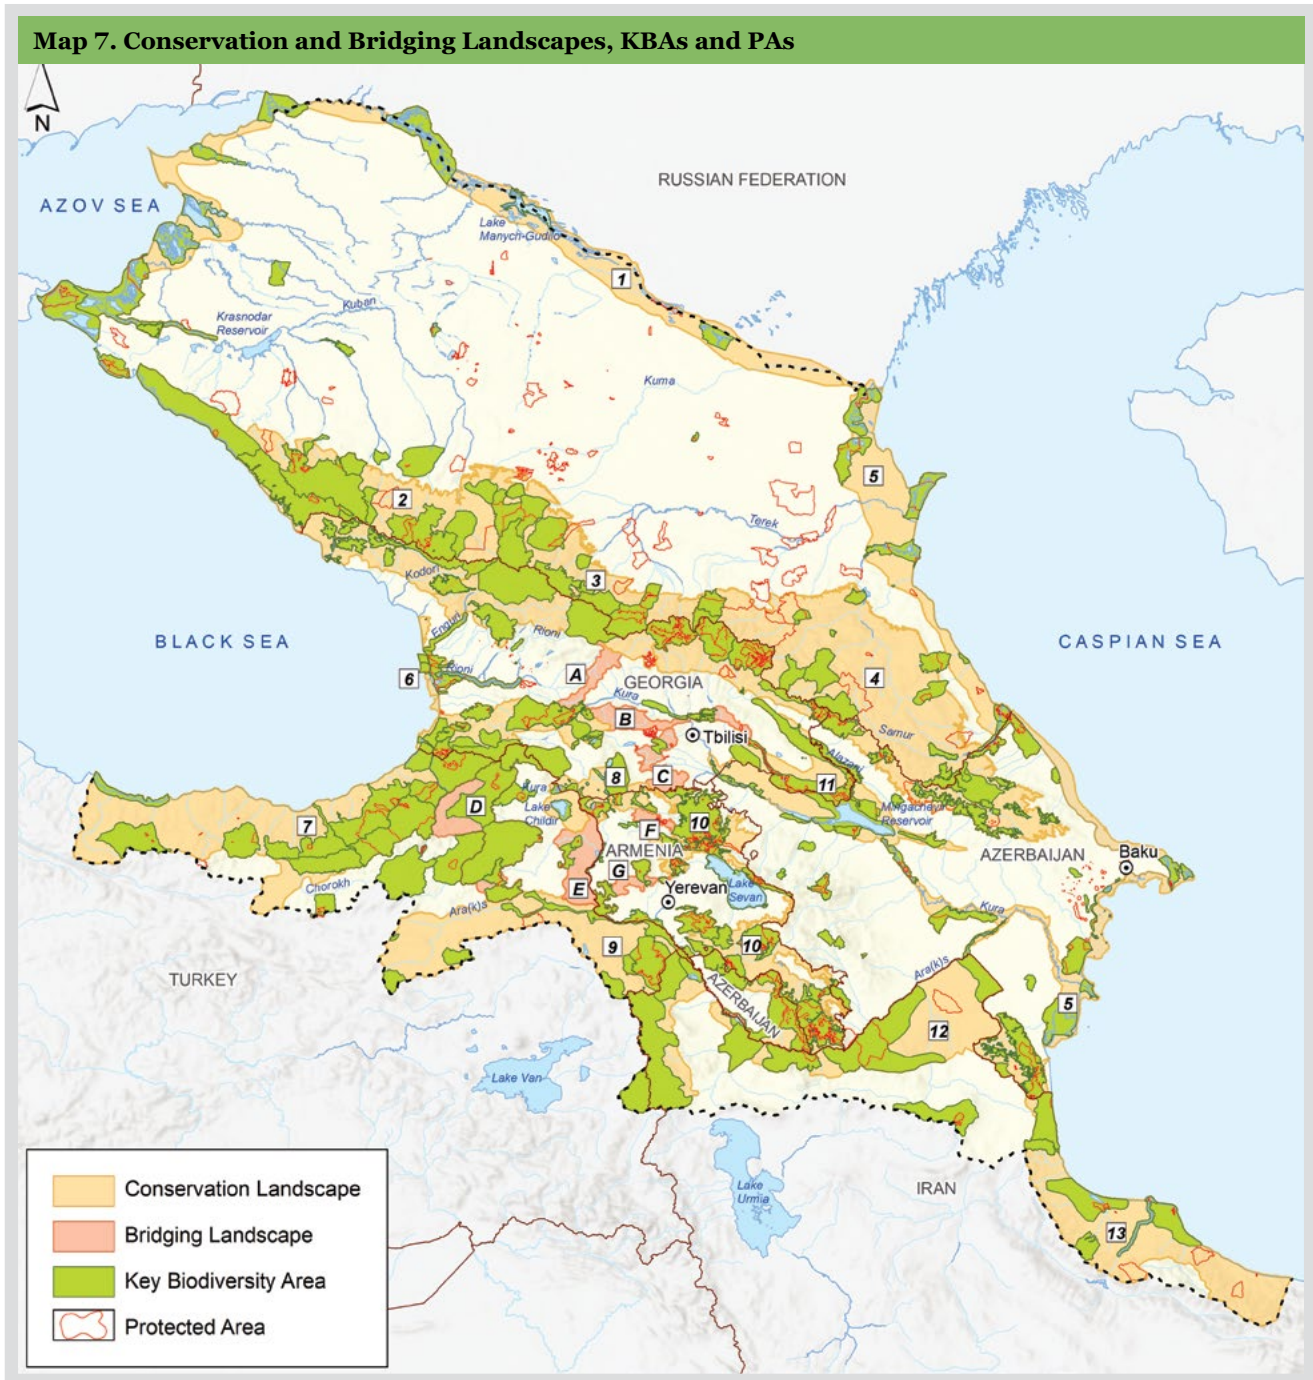 Map 7. Conservation and Bridging Landscapes, KBAs and PAs
N
RUSSIAN FEDERATION
AZOV SEA
Lake
Manych-Gudilo
1
Kuban
Krasnodar
Reservoir
Kuma
5
2
Terek
3
Kodori
Enguri
Rioni
BLACK SEA
CASPIAN SEA
Rioni
6
A
GEORGIA
4
Kura
B
Tbilisi
Samur
Alazani
8
C
11
Kura
Lake
Childir
D
Mingachevir
Reservoir
7
F
10
ARMENIA
AZERBAIJAN
Baku
G
Chorokh
E
Yerevan
Lake
Sevan
Ara(k)s
Kura
9
10
Ara(k)s
TURKEY
AZERBAIJAN
5
12
Lake Van
Lake
Urmia
IRAN
13
Conservation Landscape
Bridging Landscape
Key Biodiversity Area
Protected Area